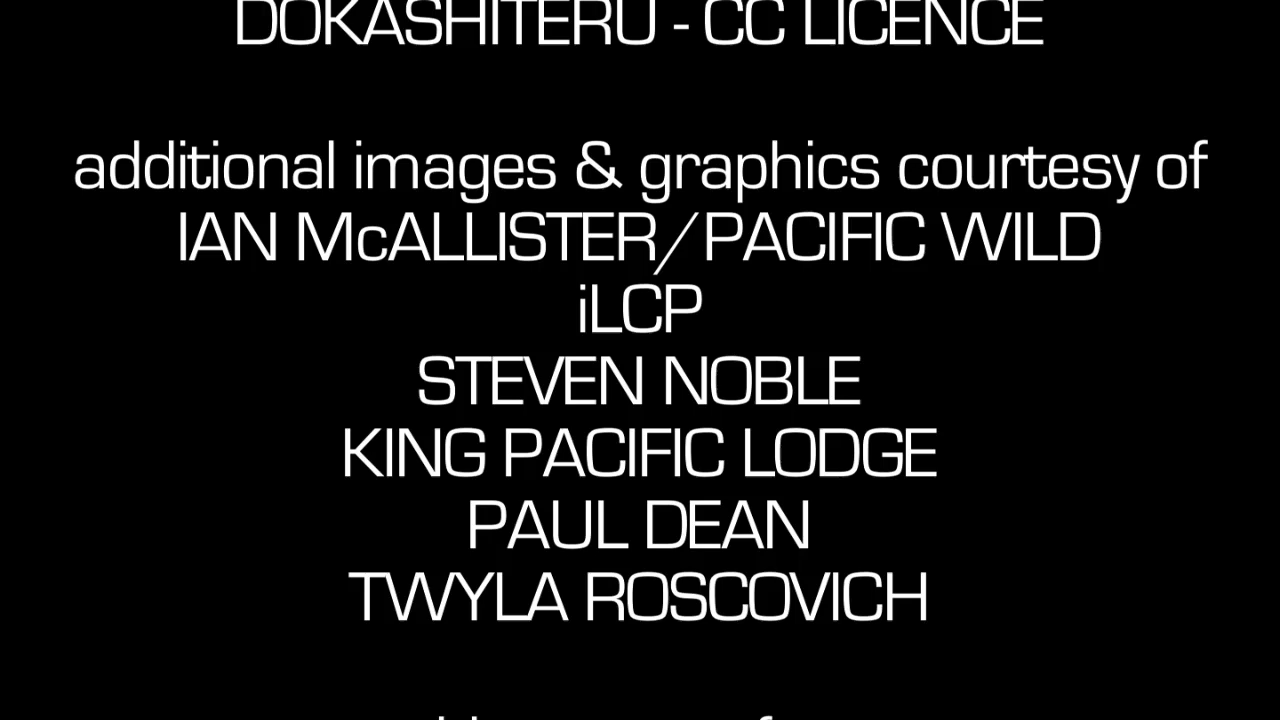 DOKASHITERU - CC LICENCE
additional images & graphics courtesy of
IAN McALLISTER/PACIFIC WILD
iLCP
STEVEN NOBLE
KING PACIFIC LODGE
PAUL DEAN
TWYLA ROSCOVICH